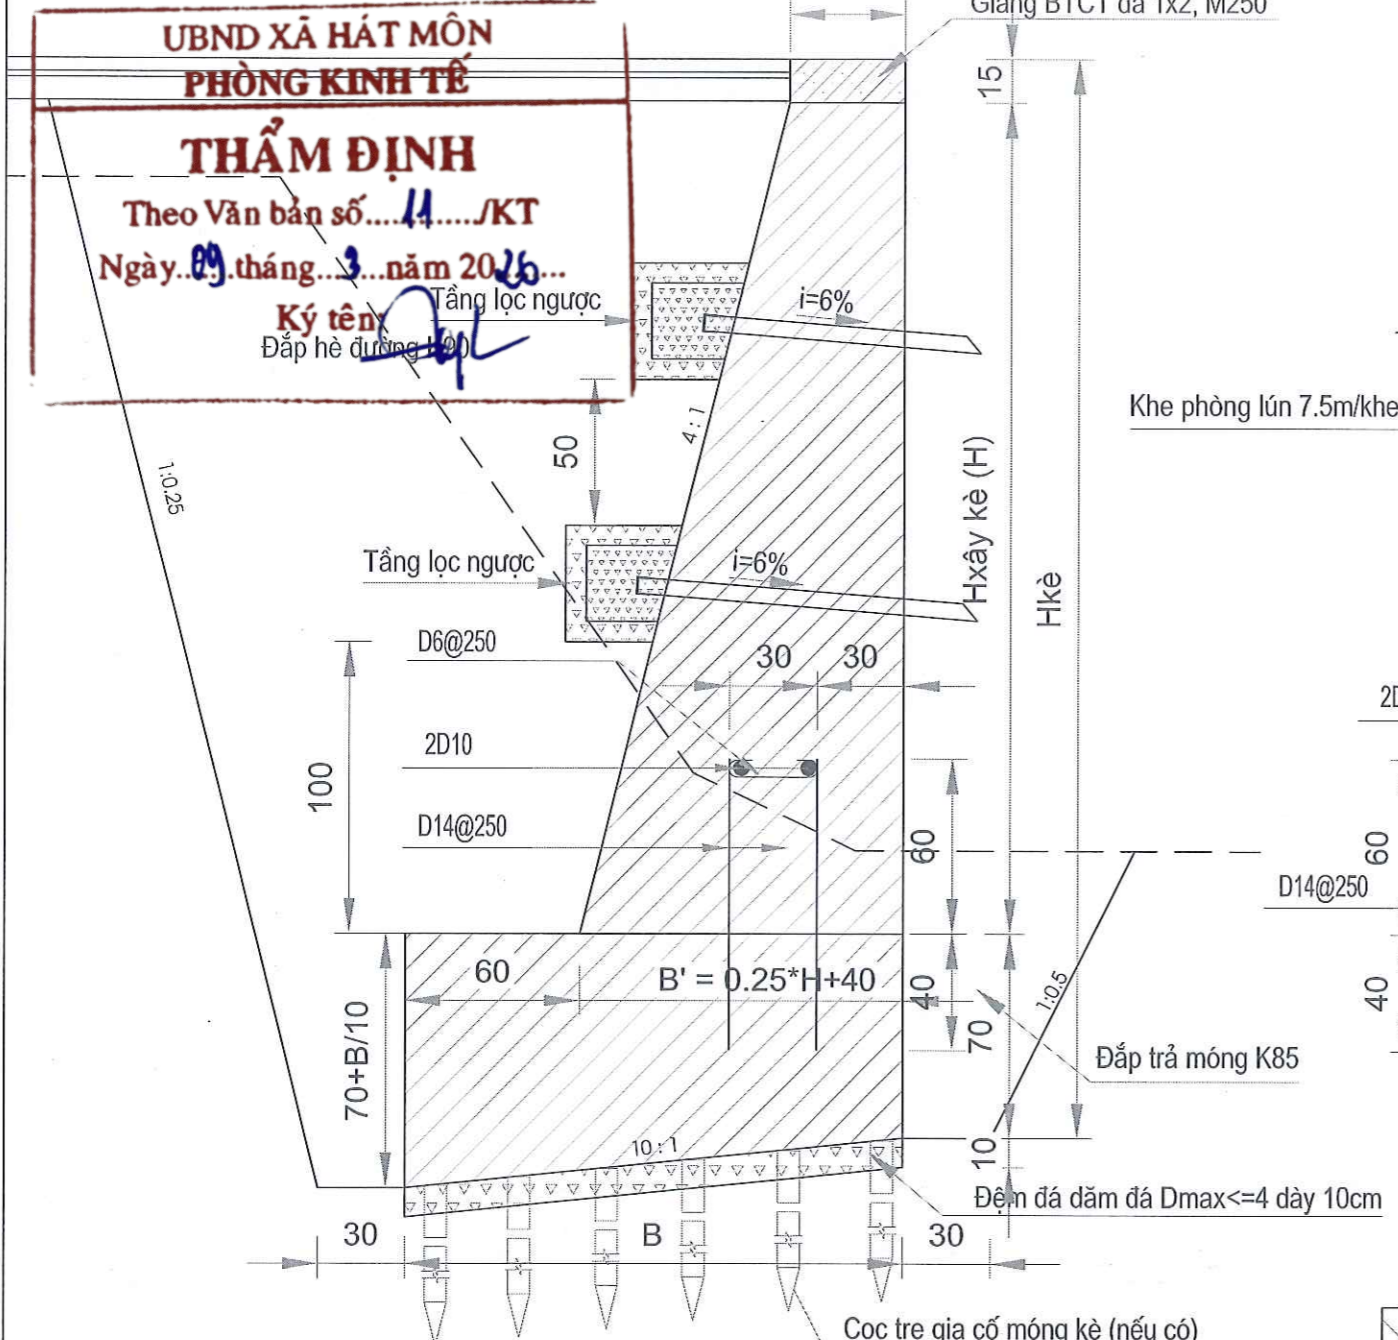 Giằng BTCT đá 1x2, M250
UBND XÃ HÁT MÔN
PHÒNG KINH TẾ
THẨM ĐỊNH
Theo Văn bản số.....11....../KT
Ngày..09.tháng...3...năm 2026...
Ký tên:
Đắp hè đường K90
Tầng lọc ngược
i=6%
15
Khe phòng lún 7.5m/khe
4:1
50
1:0.25
Hxây kè (H)
Hkè
Tầng lọc ngược
i=6%
D6@250
30
30
2D10
D14@250
100
60
60
D14@250
60
B' = 0.25*H+40
40
40
70
1:0.5
70+B/10
Đắp trả móng K85
10:1
10
Đệm đá dăm đá Dmax<=4 dày 10cm
30
B
30
Cọc tre gia cố móng kè (nếu có)